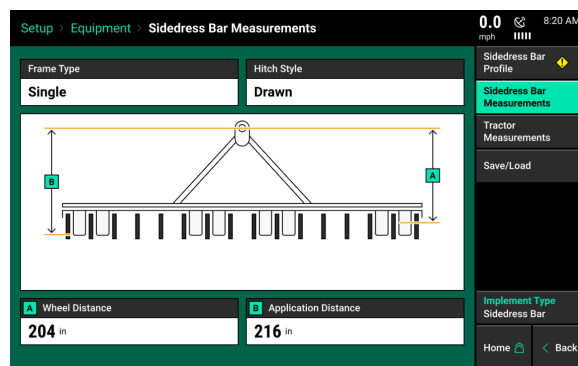 Setup > Equipment > Sidedress Bar Measurements
0.0
mph
8:20 AM
Frame Type
Single
Hitch Style
Drawn
B
A
A Wheel Distance
204 in
B Application Distance
216 in
Sidedress Bar
Profile
Sidedress Bar
Measurements
Tractor
Measurements
Save/Load
Implement Type
Sidedress Bar
Home
< Back